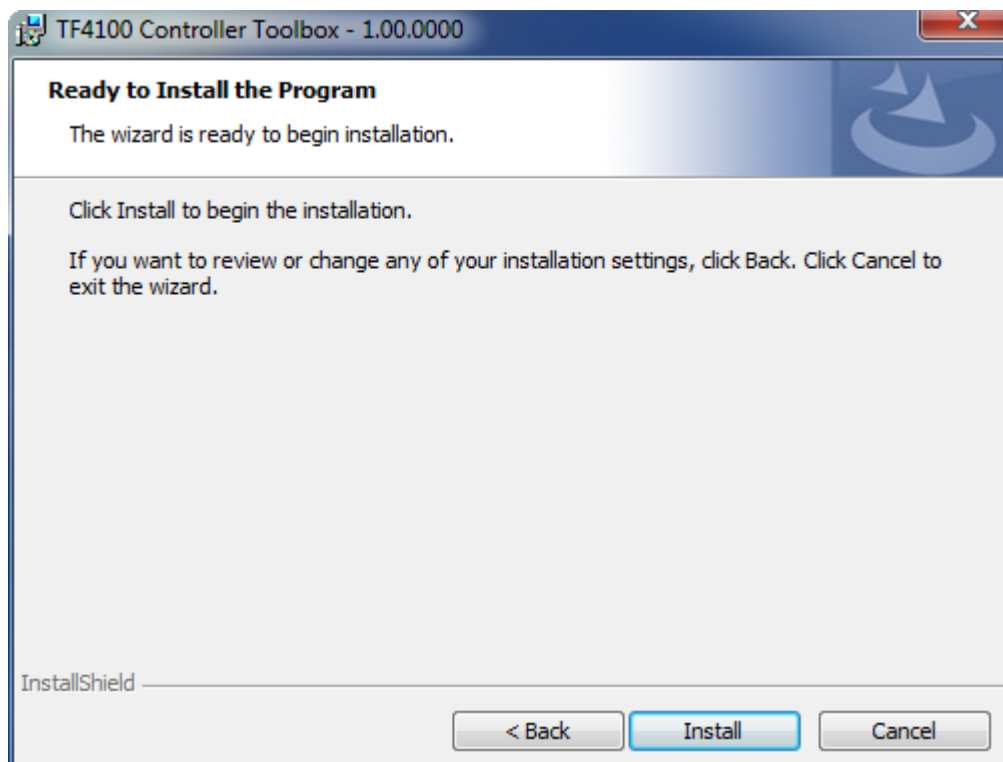 TF4100 Controller Toolbox - 1.00.0000
Ready to Install the Program
The wizard is ready to begin installation.
Click Install to begin the installation.
If you want to review or change any of your installation settings, click Back. Click Cancel to
exit the wizard.
InstallShield
< Back
Install
Cancel